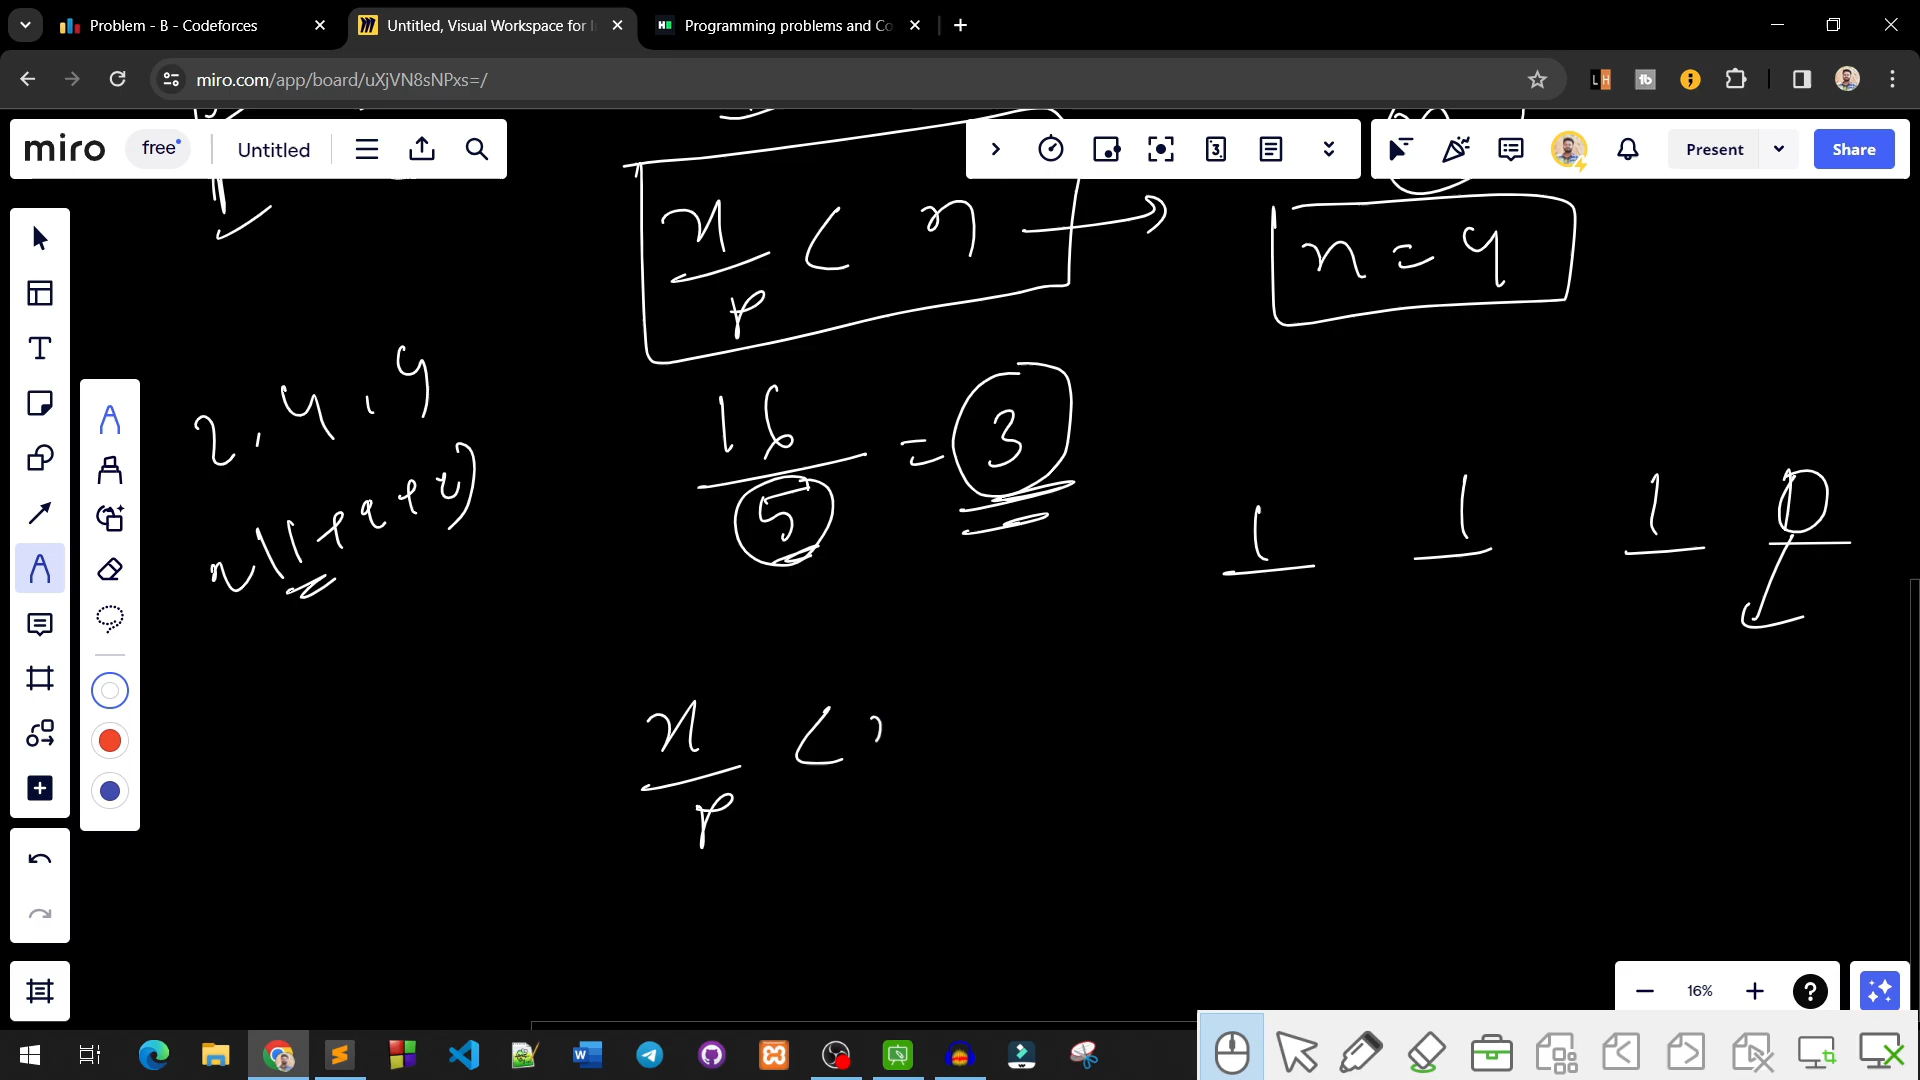 Problem - B - Codeforces
Untitled, Visual Workspace for I
Programming problems and Co
miro.com/app/board/uXjVN8sNPxs=/
miro free Untitled
Present
Share
x/r < n
n = 4
2, 4, 4
16/5 = 3
1 1 1 0
x/r <
16%